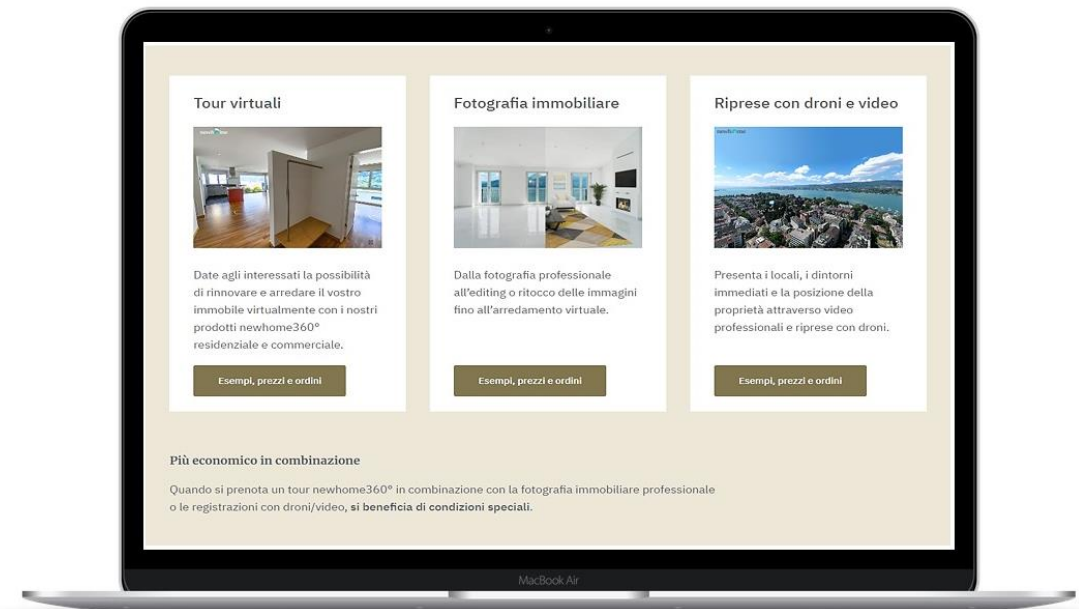 Tour virtuali
Fotografia immobiliare
Riprese con droni e video
newhome
newhome
Date agli interessati la possibilità
di rinnovare e arredare il vostro
immobile virtualmente con i nostri
prodotti newhome360°
residenziale e commerciale.
Dalla fotografia professionale
all'editing o ritocco delle immagini
fino all'arredamento virtuale.
Presenta i locali, i dintorni
immediati e la posizione della
proprietà attraverso video
professionali e riprese con droni.
Esempi, prezzi e ordini
Esempi, prezzi e ordini
Esempi, prezzi e ordini
Più economico in combinazione
Quando si prenota un tour newhome360° in combinazione con la fotografia immobiliare professionale
o le registrazioni con droni/video, si beneficia di condizioni speciali.
MacBook Air